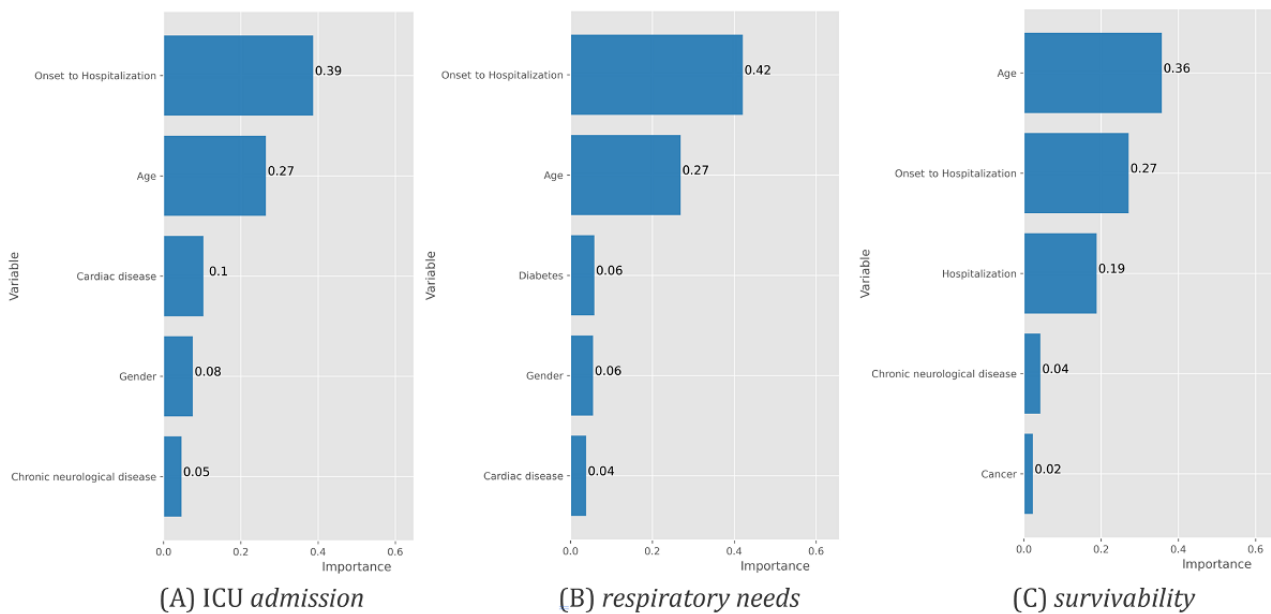 Variable
Onset to Hospitalization
0.39
Age
0.27
Cardiac disease
0.1
Gender
0.08
Chronic neurological disease
0.05
0.0 0.2 0.4 0.6
Importance
(A) ICU admission
Variable
Onset to Hospitalization
0.42
Age
0.27
Diabetes
0.06
Gender
0.06
Cardiac disease
0.04
0.0 0.2 0.4 0.6
Importance
(B) respiratory needs
Variable
Age
0.36
Onset to Hospitalization
0.27
Hospitalization
0.19
Chronic neurological disease
0.04
Cancer
0.02
0.0 0.2 0.4 0.6
Importance
(C) survivability